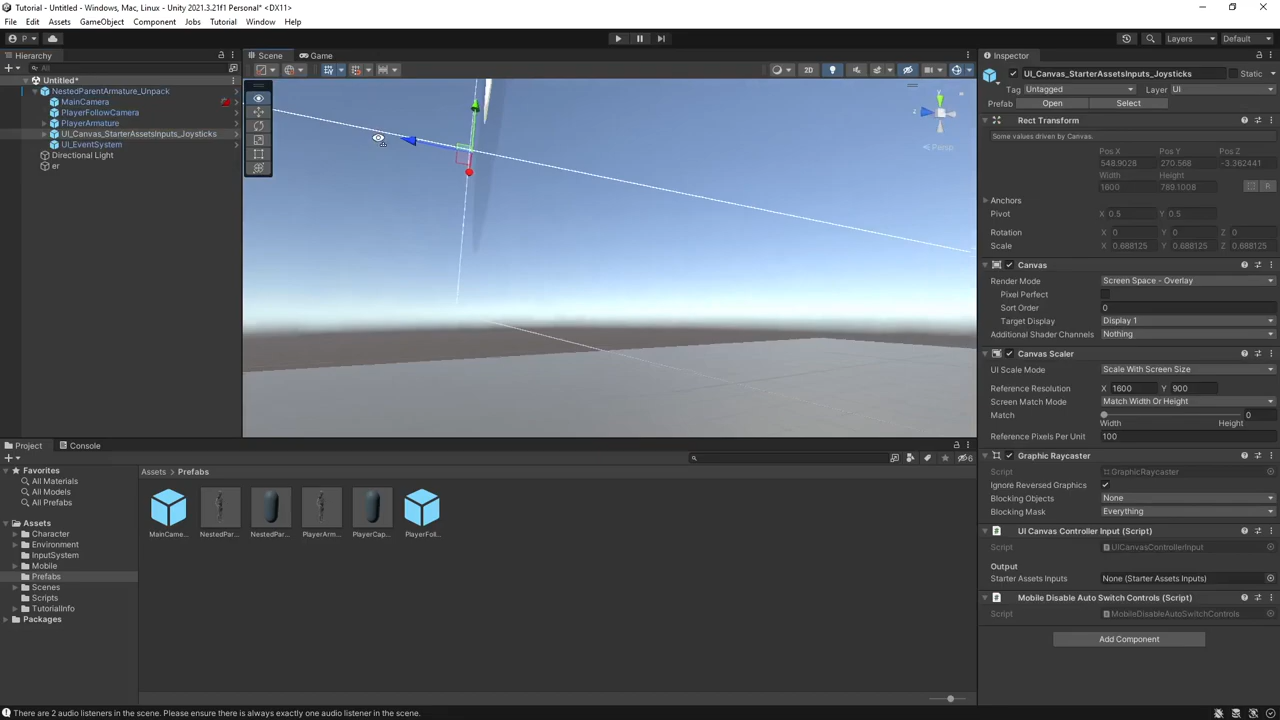 Tutorial - Untitled - Windows, Mac, Linux - Unity 2021.3.21f1 Personal* <DX11>
File Edit Assets GameObject Component Jobs Tutorial Window Help
P
Layers Default
Hierarchy
All
Untitled*
NestedParentArmature_Unpack
MainCamera
PlayerFollowCamera
PlayerArmature
UI_Canvas_StarterAssetsInputs_Joysticks
UI_EventSystem
Directional Light
er
Scene Game
2D
y
z
Persp
Inspector
UI_Canvas_StarterAssetsInputs_Joysticks Static
Tag Untagged Layer UI
Prefab Open Select
Rect Transform
Some values driven by Canvas.
Pos X Pos Y Pos Z
548.9028 270.568 -3.362441
Width Height
1600 789.1008
R
Anchors
Pivot X 0.5 Y 0.5
Rotation X 0 Y 0 Z 0
Scale X 0.688125 Y 0.688125 Z 0.688125
Canvas
Render Mode Screen Space - Overlay
Pixel Perfect
Sort Order 0
Target Display Display 1
Additional Shader Channels Nothing
Canvas Scaler
UI Scale Mode Scale With Screen Size
Reference Resolution X 1600 Y 900
Screen Match Mode Match Width Or Height
Match 0
Width Height
Reference Pixels Per Unit 100
Graphic Raycaster
Script GraphicRaycaster
Ignore Reversed Graphics
Blocking Objects None
Blocking Mask Everything
UI Canvas Controller Input (Script)
Script UICanvasControllerInput
Output
Starter Assets Inputs None (Starter Assets Inputs)
Mobile Disable Auto Switch Controls (Script)
Script MobileDisableAutoSwitchControls
Add Component
Project Console
6
Favorites
All Materials
All Models
All Prefabs
Assets
Character
Environment
InputSystem
Mobile
Prefabs
Scenes
Scripts
TutorialInfo
Packages
Assets Prefabs
MainCame... NestedPar... NestedPar... PlayerArm... PlayerCap... PlayerFoll...
There are 2 audio listeners in the scene. Please ensure there is always exactly one audio listener in the scene.